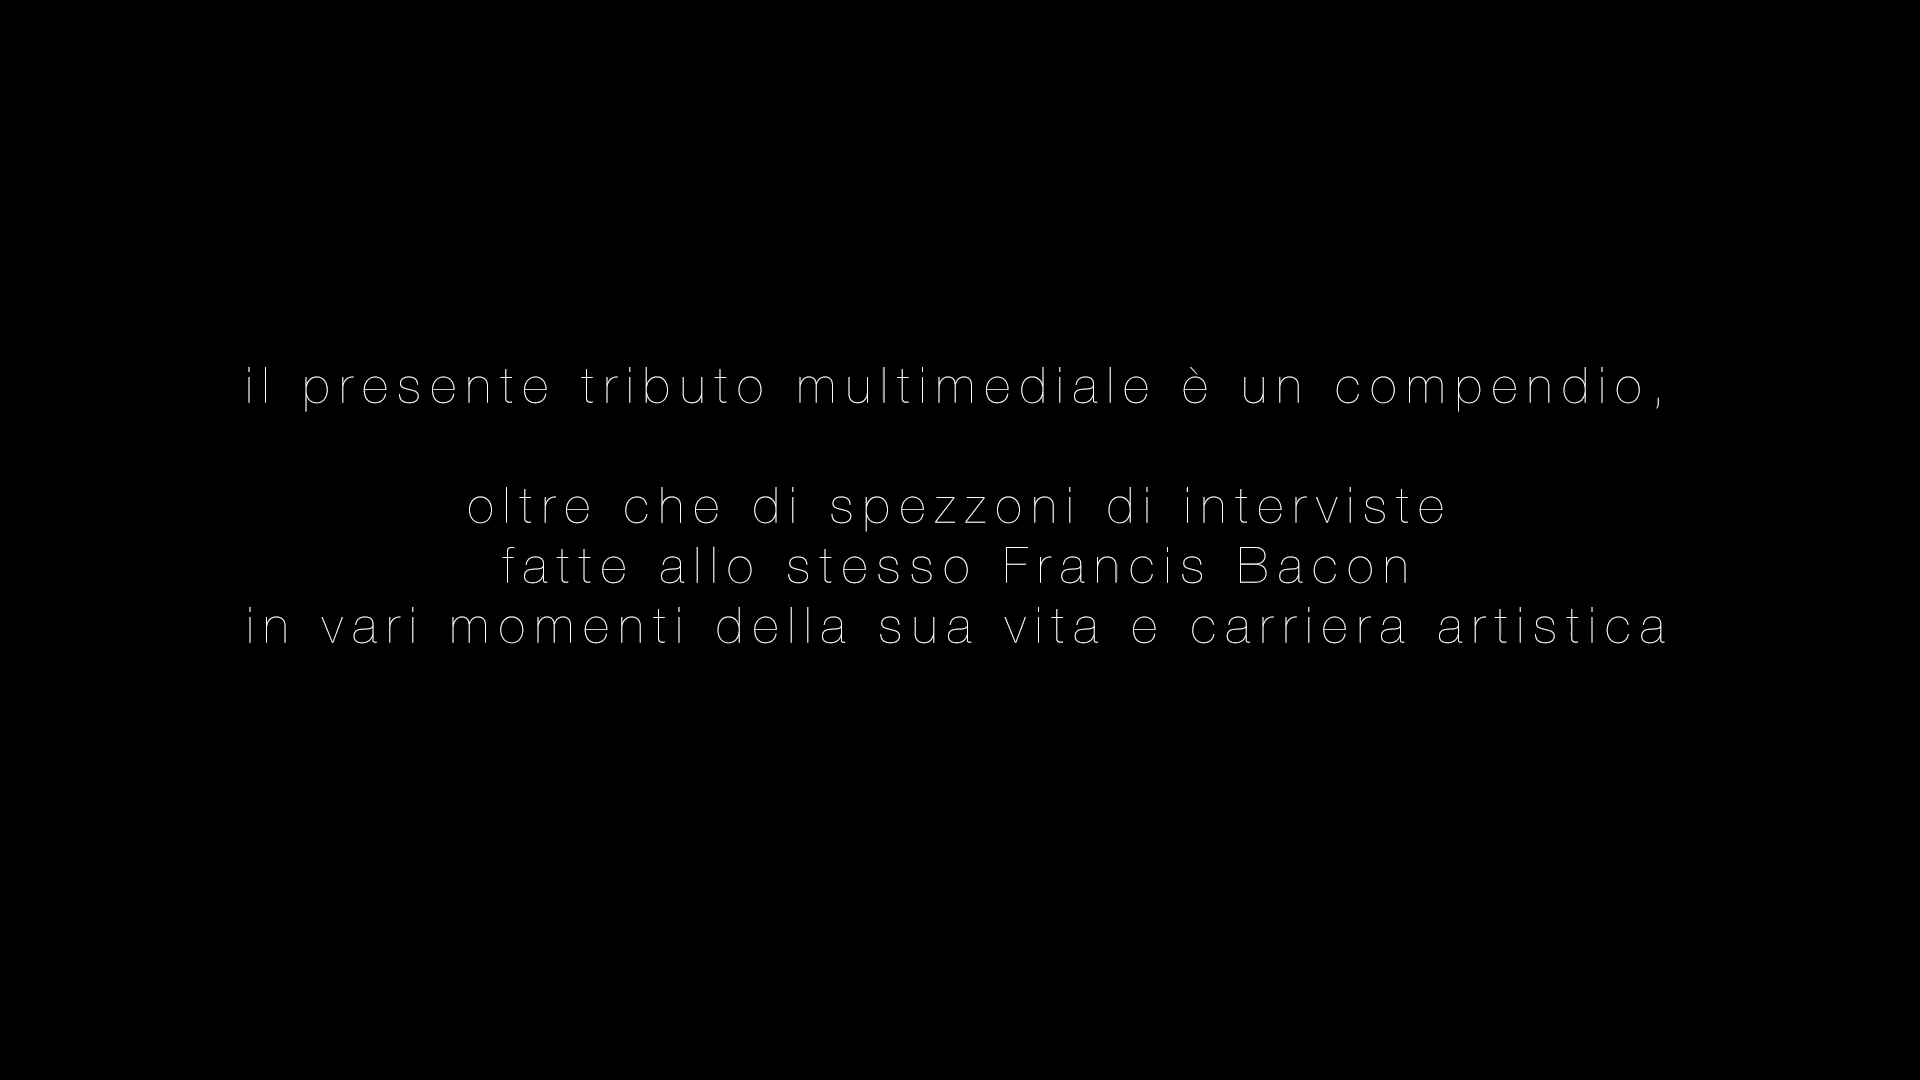 il presente tributo multimediale è un compendio,
oltre che di spezzoni di interviste
fatte allo stesso Francis Bacon
in vari momenti della sua vita e carriera artistica